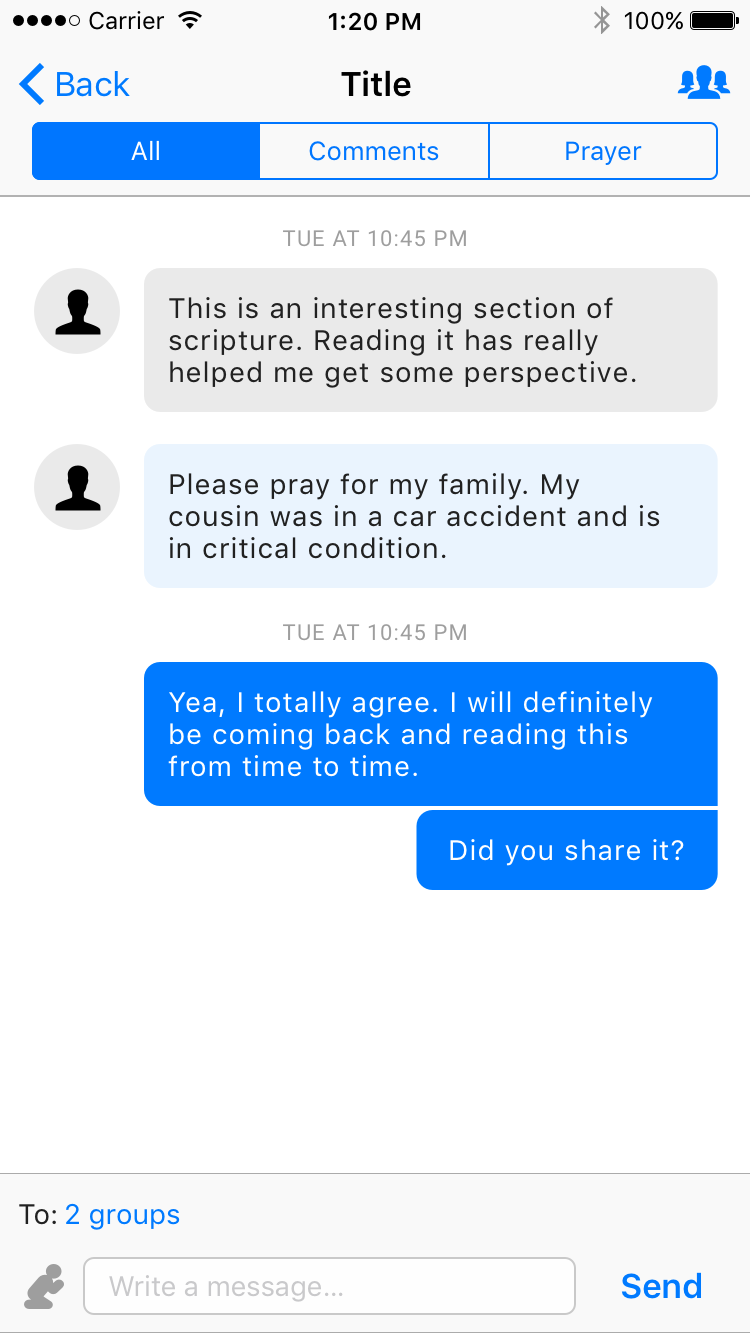 Carrier 1:20 PM 100%
Back Title
All Comments Prayer
TUE AT 10:45 PM
This is an interesting section of
scripture. Reading it has really
helped me get some perspective.
Please pray for my family. My
cousin was in a car accident and is
in critical condition.
TUE AT 10:45 PM
Yea, I totally agree. I will definitely
be coming back and reading this
from time to time.
Did you share it?
To: 2 groups
Write a message... Send